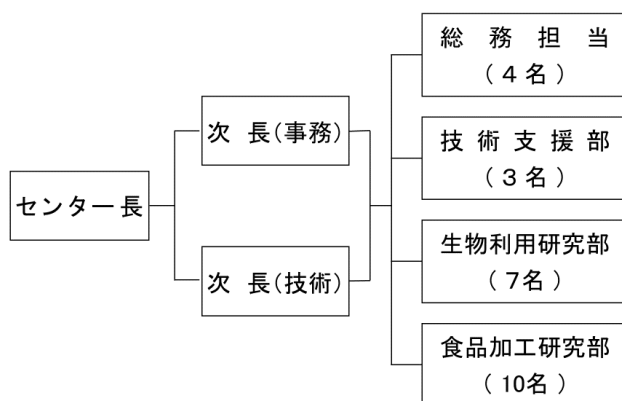 センター長
次長(事務)
次長(技術)
総務担当
(4名)
技術支援部
(3名)
生物利用研究部
(7名)
食品加工研究部
(10名)